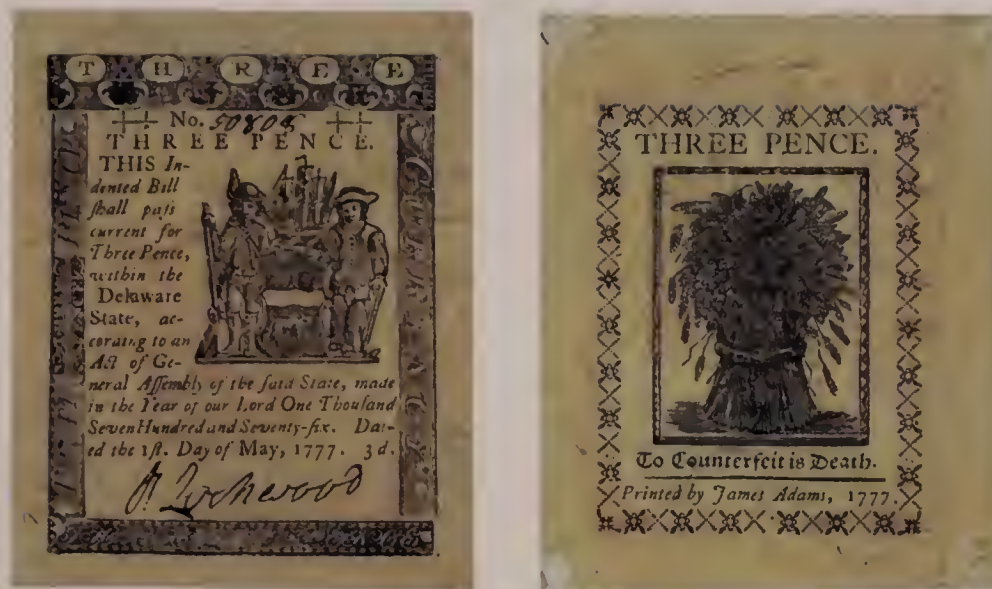 THREE
No. 50808
THREE PENCE.
THIS In-
dented Bill
ſhall paſs
current for
Three Pence,
within the
Delaware
State, ac-
cording to an
Act of Ge-
neral Aſſembly of the ſaid State, made
in the Year of our Lord One Thouſand
Seven Hundred and Seventy-ſix. Dat-
ed the 1ſt. Day of May, 1777. 3d.
THREE PENCE.
To Counterfeit is Death.
Printed by James Adams, 1777.